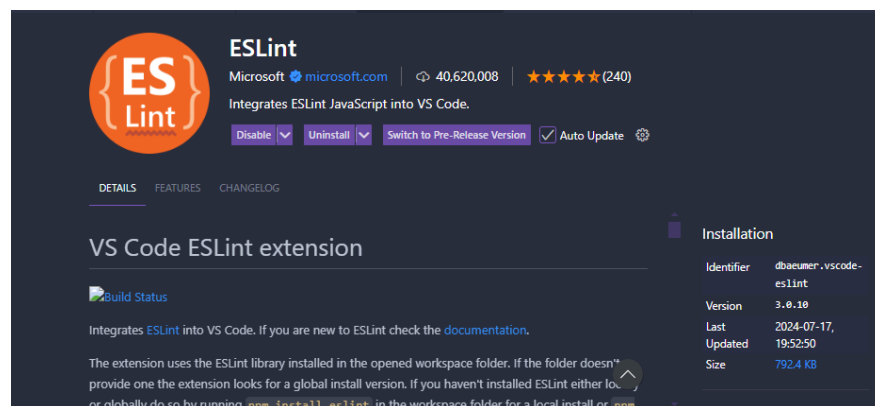 ES
Lint
ESLint
Microsoft microsoft.com 40,620,008 (240)
Integrates ESLint JavaScript into VS Code.
Disable Uninstall Switch to Pre-Release Version Auto Update
DETAILS FEATURES CHANGELOG
VS Code ESLint extension
Build Status
Integrates ESLint into VS Code. If you are new to ESLint check the documentation.
The extension uses the ESLint library installed in the opened workspace folder. If the folder doesn't
provide one the extension looks for a global install version. If you haven't installed ESLint either locally
or globally do so by running npm install eslint in the workspace folder for a local install or npm
Installation
Identifier dbaeumer.vscode-
eslint
Version 3.0.10
Last 2024-07-17,
Updated 19:52:50
Size 792.4 KB